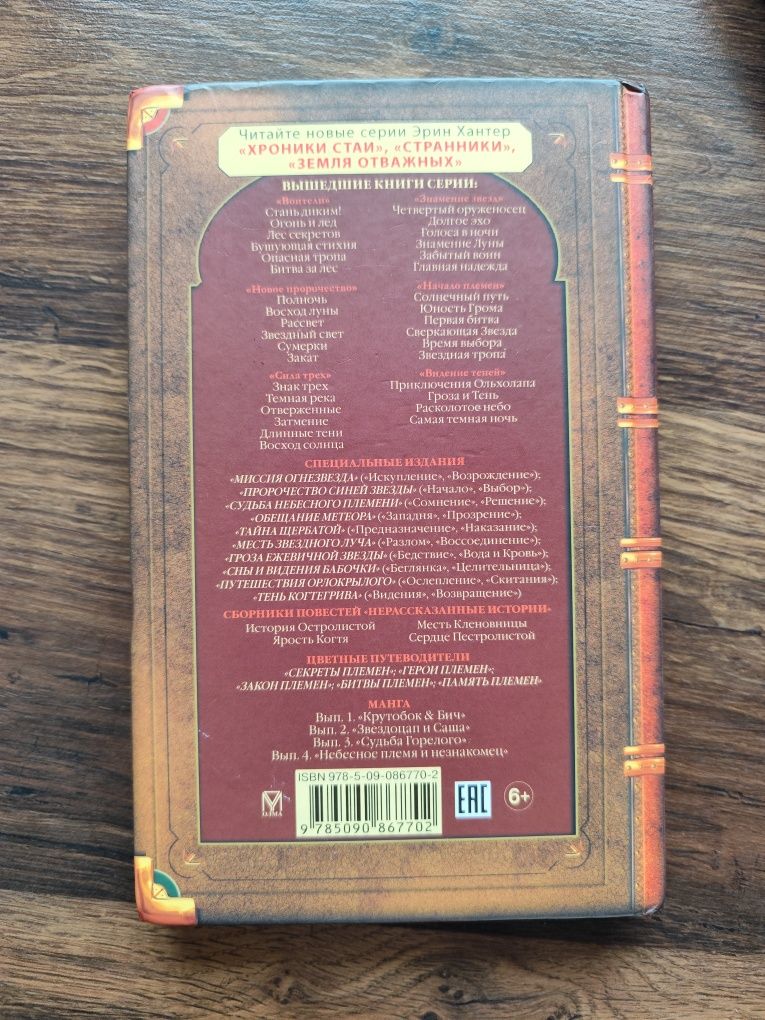 Читайте новые серии Эрин Хантер
«ХРОНИКИ СТАИ», «СТРАННИКИ»,
«ЗЕМЛЯ ОТВАЖНЫХ»
ВЫШЕДШИЕ КНИГИ СЕРИИ:
«Воители»
Стань диким!
Огонь и лед
Лес секретов
Бушующая стихия
Опасная тропа
Битва за лес
«Знамение звезд»
Четвертый оруженосец
Долгое эхо
Голоса в ночи
Знамение Луны
Забытый воин
Главная надежда
«Новое пророчество»
Полночь
Восход луны
Рассвет
Звездный свет
Сумерки
Закат
«Начало племен»
Солнечный путь
Юность Грома
Первая битва
Сверкающая Звезда
Время выбора
Звездная тропа
«Сила трех»
Знак трех
Темная река
Отверженные
Затмение
Длинные тени
Восход солнца
«Видение теней»
Приключения Ольхолапа
Гроза и Тень
Расколотое небо
Самая темная ночь
СПЕЦИАЛЬНЫЕ ИЗДАНИЯ
«МИССИЯ ОГНЕЗВЕЗДА» («Искупление», «Возрождение»);
«ПРОРОЧЕСТВО СИНЕЙ ЗВЕЗДЫ» («Начало», «Выбор»);
«СУДЬБА НЕБЕСНОГО ПЛЕМЕНИ» («Сомнение», «Решение»);
«ОБЕЩАНИЕ МЕТЕОРА» («Западня», «Прозрение»);
«ТАЙНА ЩЕРБАТОЙ» («Предназначение», «Наказание»);
«МЕСТЬ ЗВЕЗДНОГО ЛУЧА» («Разлом», «Воссоединение»);
«ГРОЗА ЕЖЕВИЧНОЙ ЗВЕЗДЫ» («Бедствие», «Вода и Кровь»);
«СНЫ И ВИДЕНИЯ БАБОЧКИ» («Беглянка», «Целительница»);
«ПУТЕШЕСТВИЯ ОРЛОКРЫЛОГО» («Ослепление», «Скитания»);
«ТЕНЬ КОГТЕГРИВА» («Видения», «Возвращение»)
СБОРНИКИ ПОВЕСТЕЙ «НЕРАССКАЗАННЫЕ ИСТОРИИ»
История Остролистой
Ярость Когтя
Месть Кленовницы
Сердце Пестролистой
ЦВЕТНЫЕ ПУТЕВОДИТЕЛИ
«СЕКРЕТЫ ПЛЕМЕН»; «ГЕРОИ ПЛЕМЕН»;
«ЗАКОН ПЛЕМЕН»; «БИТВЫ ПЛЕМЕН»; «ПАМЯТЬ ПЛЕМЕН»
МАНГА
Вып. 1. «Крутобок & Бич»
Вып. 2. «Звездоцап и Саша»
Вып. 3. «Судьба Горелого»
Вып. 4. «Небесное племя и незнакомец»
ОЛМА
ISBN 978-5-09-086770-2
9 785090 867702
EAC
6+